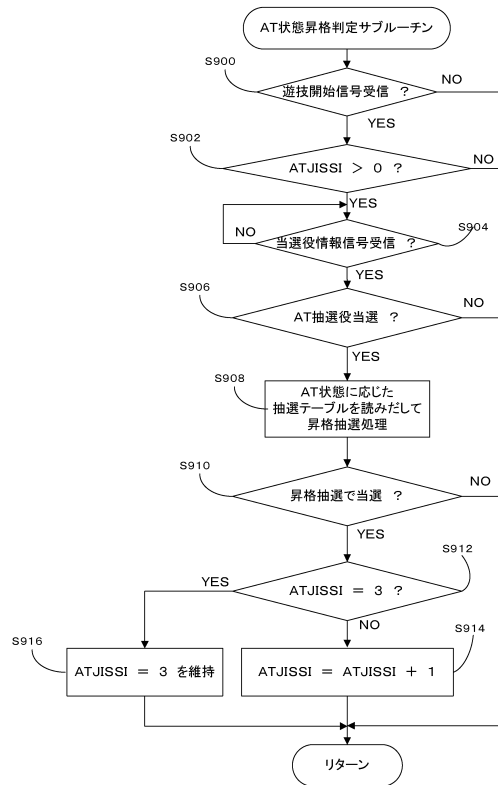 AT状態昇格判定サブルーチン
S900
遊技開始信号受信 ?
NO
YES
S902
ATJISSI > 0 ?
NO
YES
S904
当選役情報信号受信 ?
NO
YES
S906
AT抽選役当選 ?
NO
YES
S908
AT状態に応じた
抽選テーブルを読みだして
昇格抽選処理
S910
昇格抽選で当選 ?
NO
YES
S912
ATJISSI = 3 ?
YES
NO
S916
ATJISSI = 3 を維持
S914
ATJISSI = ATJISSI + 1
リターン